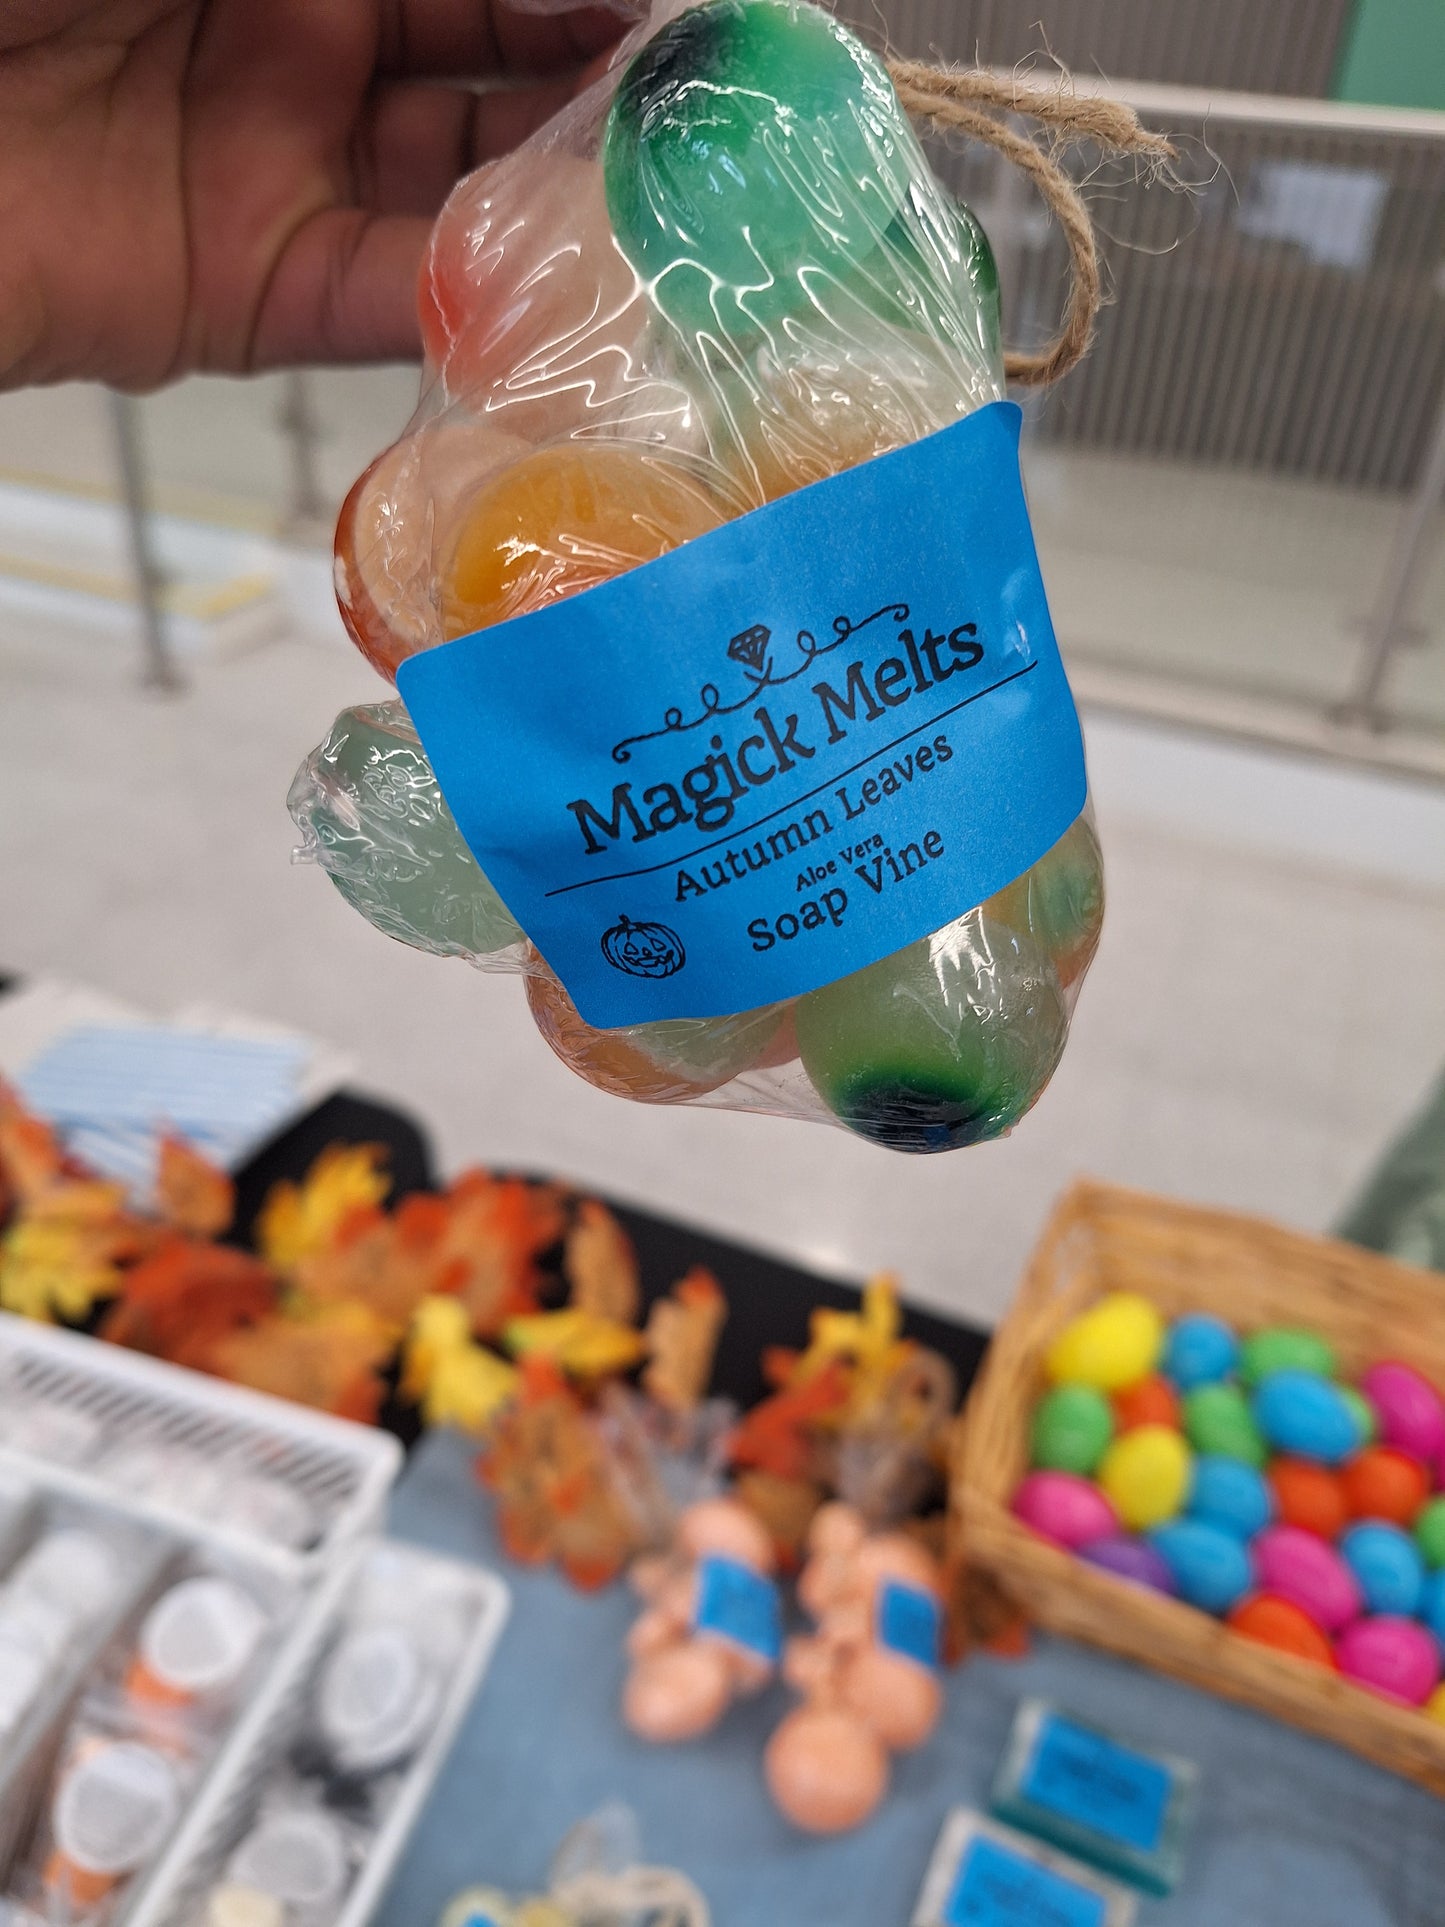 Magick Melts
Autumn Leaves
Aloe Vera
Soap Vine